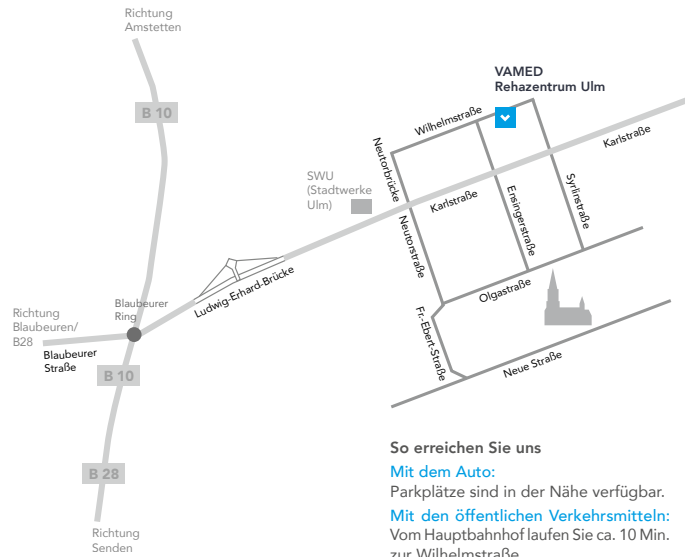 Richtung
Amstetten
B 10
VAMED
Rehazentrum Ulm
Wilhelmstraße
Neutorbrücke
Karlstraße
SWU
(Stadtwerke
Ulm)
Karlstraße
Ensingerstraße
Syrlinstraße
Neutorstraße
Ludwig-Erhard-Brücke
Olgastraße
Blaubeurer
Ring
Richtung
Blaubeuren/
B28
Blaubeurer
Straße
Fr.-Ebert-Straße
Neue Straße
B 10
B 28
Richtung
Senden
So erreichen Sie uns
Mit dem Auto:
Parkplätze sind in der Nähe verfügbar.
Mit den öffentlichen Verkehrsmitteln:
Vom Hauptbahnhof laufen Sie ca. 10 Min.
zur Wilhelmstraße